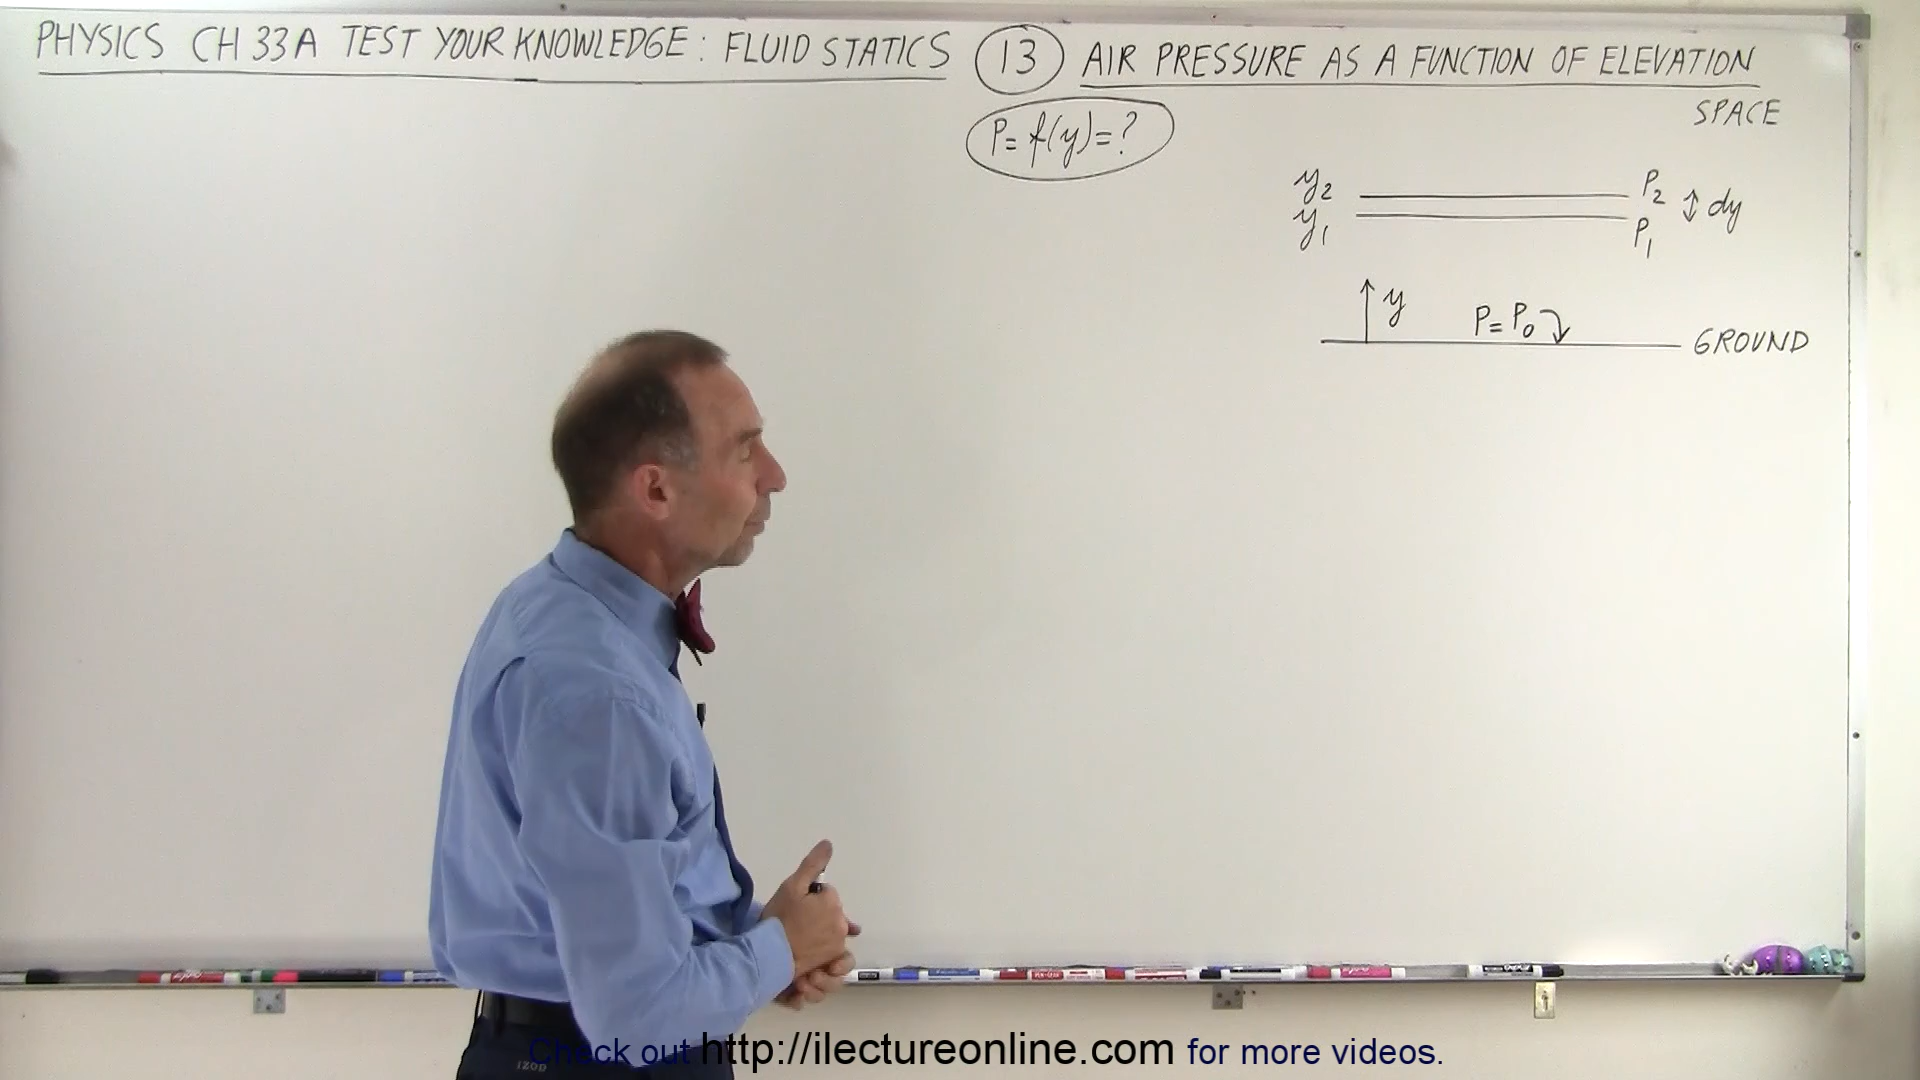 PHYSICS CH 33A TEST YOUR KNOWLEDGE: FLUID STATICS 13 AIR PRESSURE AS A FUNCTION OF ELEVATION
P = f(y) = ?
SPACE
y2 P2
dy
y1 P1
y P = P0
GROUND
IZOD
Check out http://ilectureonline.com for more videos.